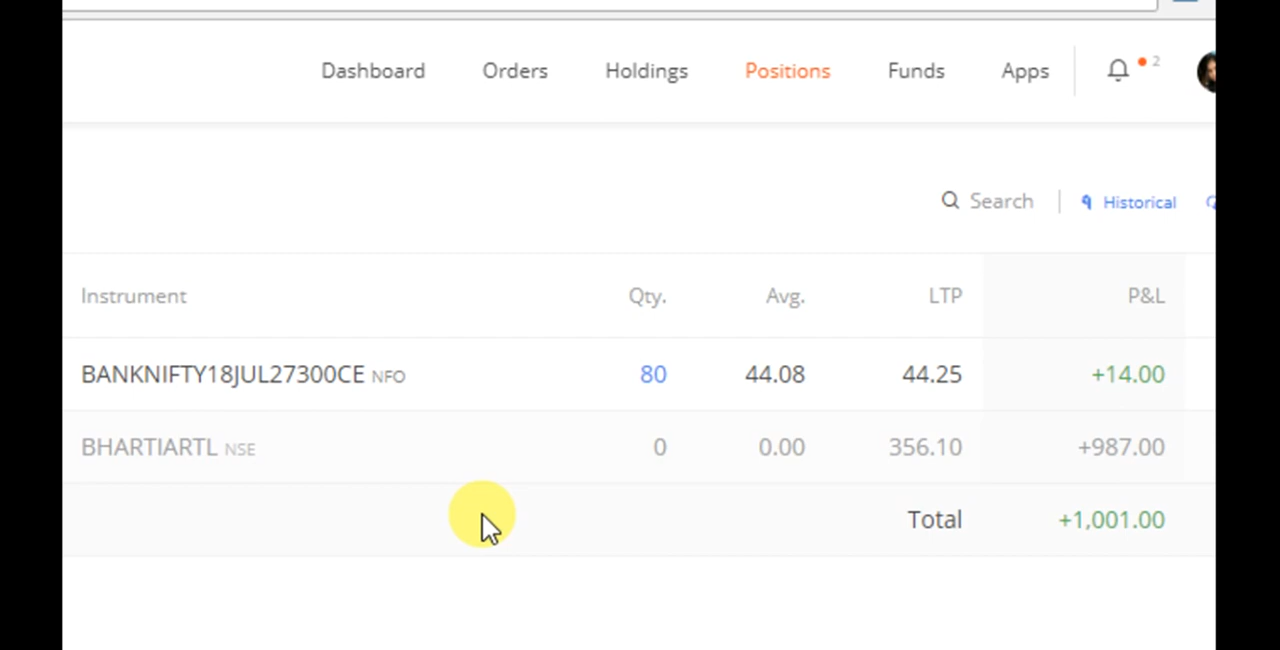 Dashboard Orders Holdings Positions Funds Apps 2
Search Historical
Instrument Qty. Avg. LTP P&L
BANKNIFTY18JUL27300CE NFO 80 44.08 44.25 +14.00
BHARTIARTL NSE 0 0.00 356.10 +987.00
Total +1,001.00